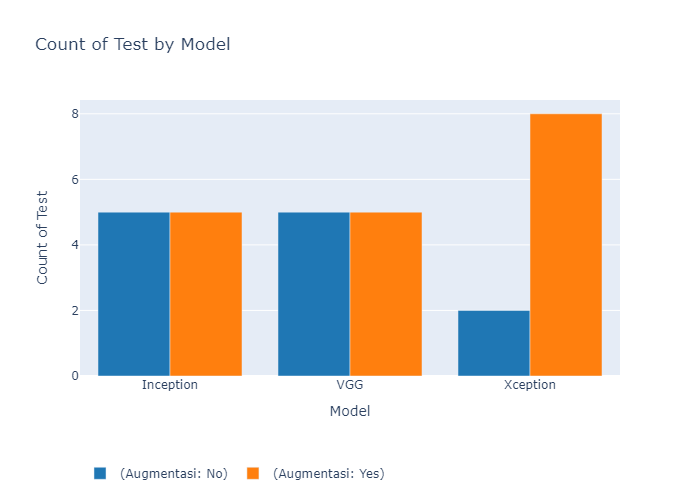 Count of Test by Model
Count of Test
8
6
4
2
0
Inception
VGG
Xception
Model
(Augmentasi: No)
(Augmentasi: Yes)